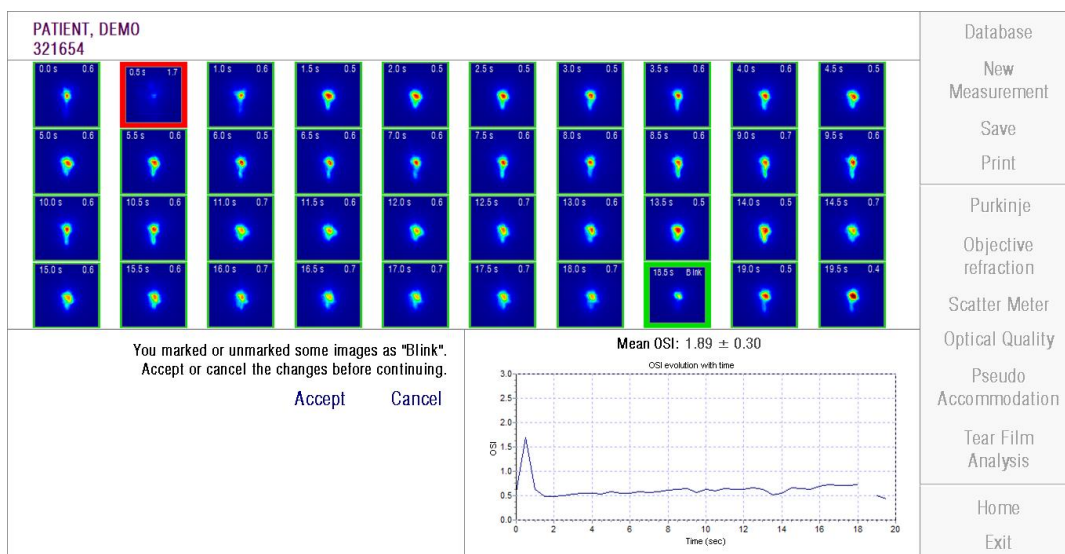 PATIENT, DEMO
321654
0.0 s 0.6
0.5 s 1.7
1.0 s 0.6
1.5 s 0.5
2.0 s 0.5
2.5 s 0.5
3.0 s 0.5
3.5 s 0.6
4.0 s 0.6
4.5 s 0.5
5.0 s 0.6
5.5 s 0.6
6.0 s 0.5
6.5 s 0.6
7.0 s 0.6
7.5 s 0.6
8.0 s 0.6
8.5 s 0.6
9.0 s 0.7
9.5 s 0.6
10.0 s 0.6
10.5 s 0.6
11.0 s 0.7
11.5 s 0.6
12.0 s 0.6
12.5 s 0.7
13.0 s 0.6
13.5 s 0.5
14.0 s 0.5
14.5 s 0.7
15.0 s 0.6
15.5 s 0.6
16.0 s 0.7
16.5 s 0.7
17.0 s 0.7
17.5 s 0.7
18.0 s 0.7
18.5 s Blink
19.0 s 0.5
19.5 s 0.4
You marked or unmarked some images as "Blink".
Accept or cancel the changes before continuing.
Accept Cancel
Mean OSI: 1.89 ± 0.30
OSI evolution with time
3.0
2.5
2.0
1.5
1.0
0.5
0.0
OSI
0 2 4 6 8 10 12 14 16 18 20
Time (sec)
Database
New
Measurement
Save
Print
Purkinje
Objective
refraction
Scatter Meter
Optical Quality
Pseudo
Accommodation
Tear Film
Analysis
Home
Exit